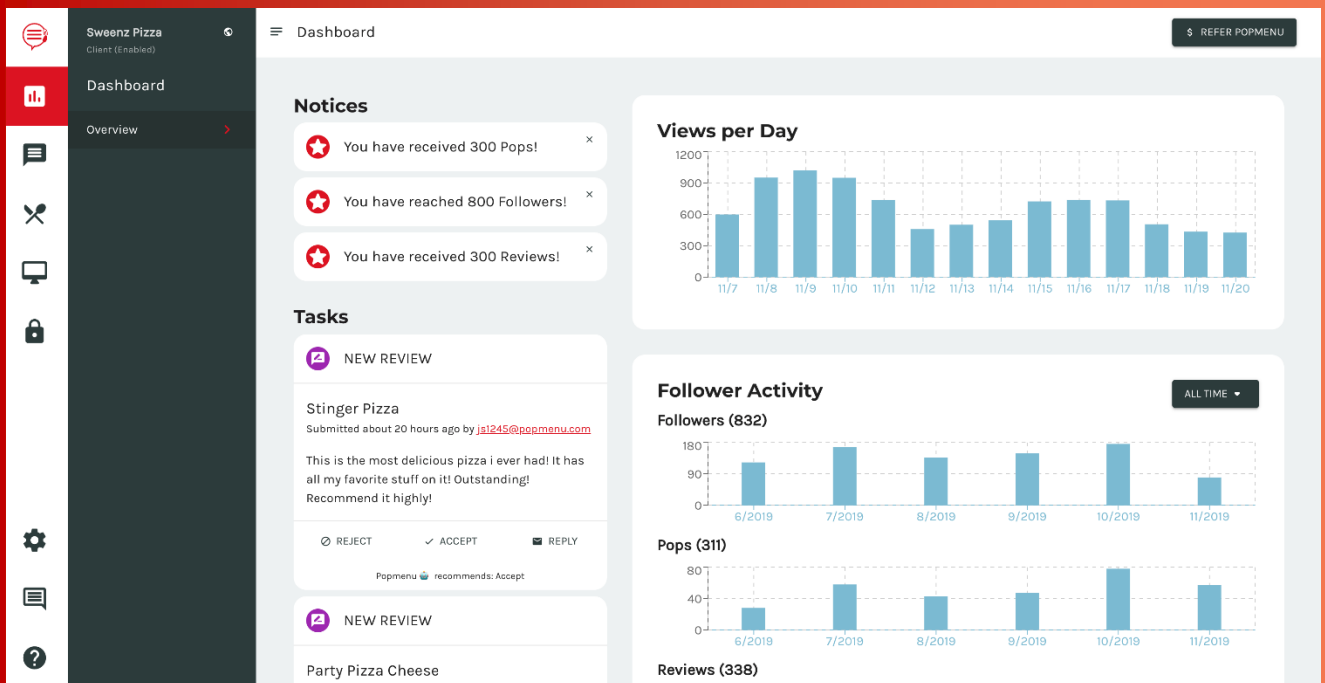 Sweenz Pizza
Client (Enabled)
Dashboard
Overview
Dashboard
$ REFER POPMENU
Notices
You have received 300 Pops!
You have reached 800 Followers!
You have received 300 Reviews!
Tasks
NEW REVIEW
Stinger Pizza
Submitted about 20 hours ago by js1245@popmenu.com
This is the most delicious pizza i ever had! It has
all my favorite stuff on it! Outstanding!
Recommend it highly!
REJECT ACCEPT REPLY
Popmenu recommends: Accept
NEW REVIEW
Party Pizza Cheese
Views per Day
1200
900
600
300
0
11/7 11/8 11/9 11/10 11/11 11/12 11/13 11/14 11/15 11/16 11/17 11/18 11/19 11/20
Follower Activity
ALL TIME
Followers (832)
180
90
0
6/2019 7/2019 8/2019 9/2019 10/2019 11/2019
Pops (311)
80
40
0
6/2019 7/2019 8/2019 9/2019 10/2019 11/2019
Reviews (338)